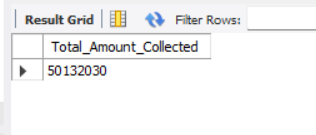 Result Grid Filter Rows:
Total_Amount_Collected
50132030